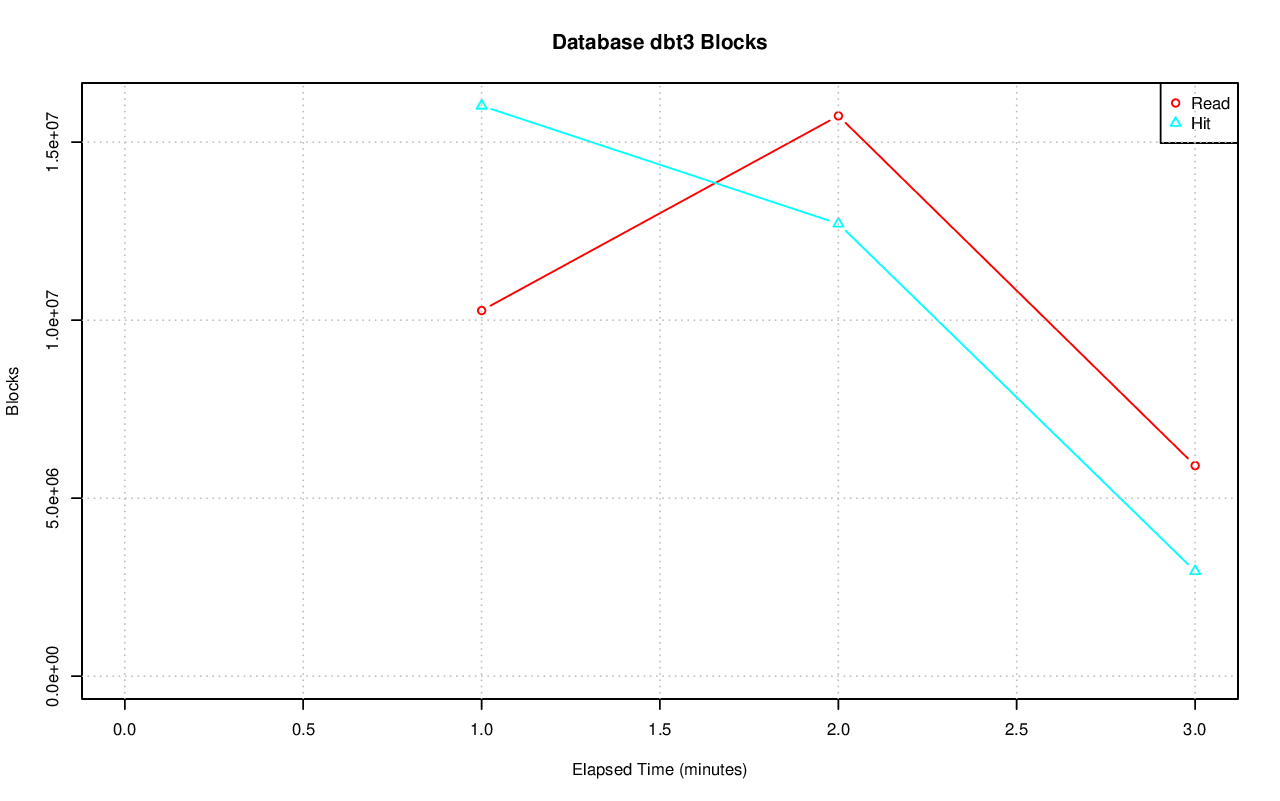 Database dbt3 Blocks
Read
Hit
1.5e+07
1.0e+07
5.0e+06
0.0e+00
Blocks
0.0 0.5 1.0 1.5 2.0 2.5 3.0
Elapsed Time (minutes)